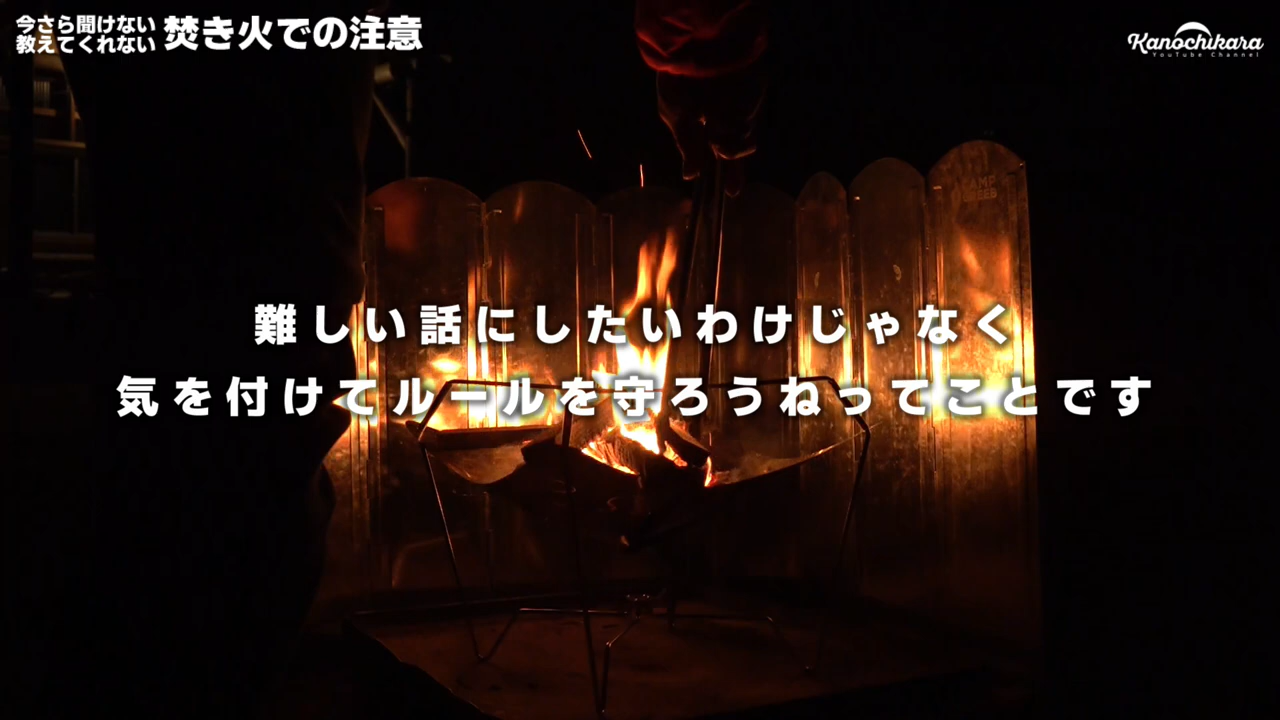 今さら聞けない
教えてくれない
焚き火での注意
Kanochikara
YouTube Channel
難しい話にしたいわけじゃなく
気を付けてルールを守ろうねってことです